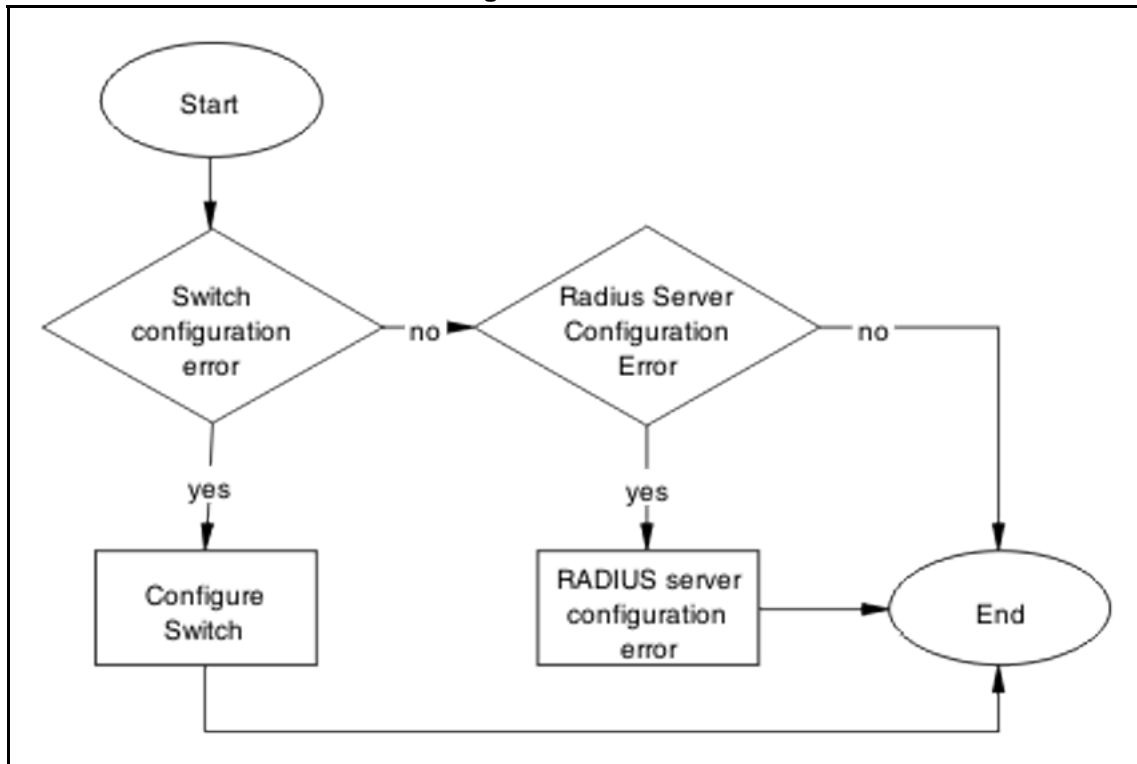 Start
Switch
configuration
error
no
Radius Server
Configuration
Error
no
yes
yes
Configure
Switch
RADIUS server
configuration
error
End